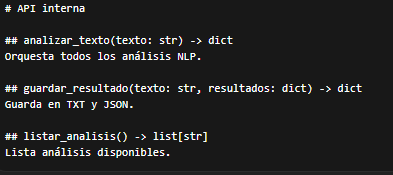 # API interna
## analizar_texto(texto: str) -> dict
Orquesta todos los análisis NLP.
## guardar_resultado(texto: str, resultados: dict) -> dict
Guarda en TXT y JSON.
## listar_analisis() -> list[str]
Lista análisis disponibles.